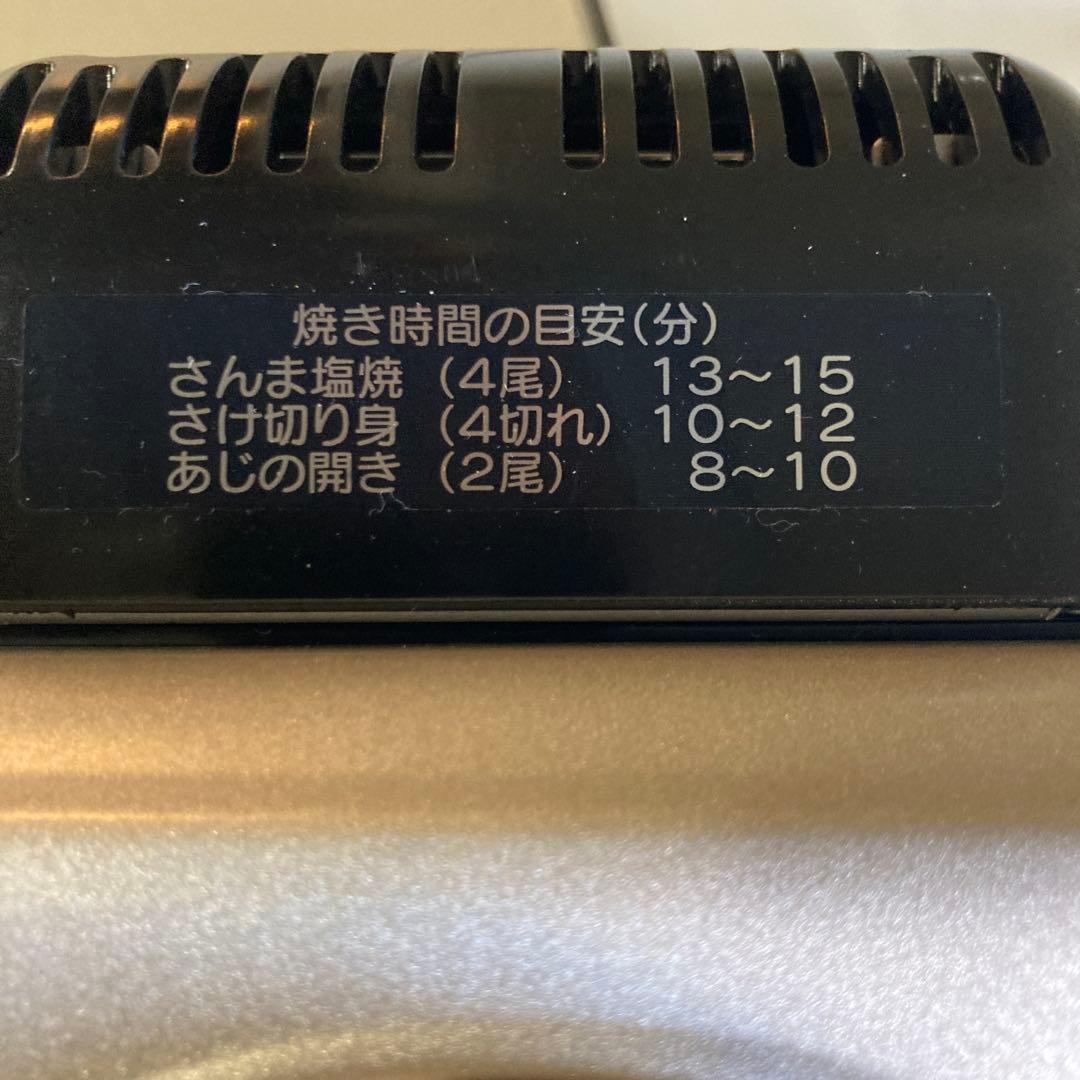 焼き時間の目安(分)
さんま塩焼 (4尾) 13〜15
さけ切り身 (4切れ) 10〜12
あじの開き (2尾) 8〜10